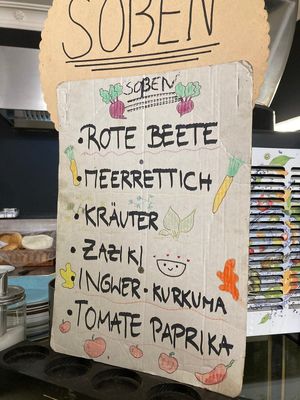 SOßEN
SOßEN
• ROTE BEETE
• MEERRETTICH
• KRÄUTER
• ZAZIKI
• INGWER • KURKUMA
• TOMATE PAPRIKA